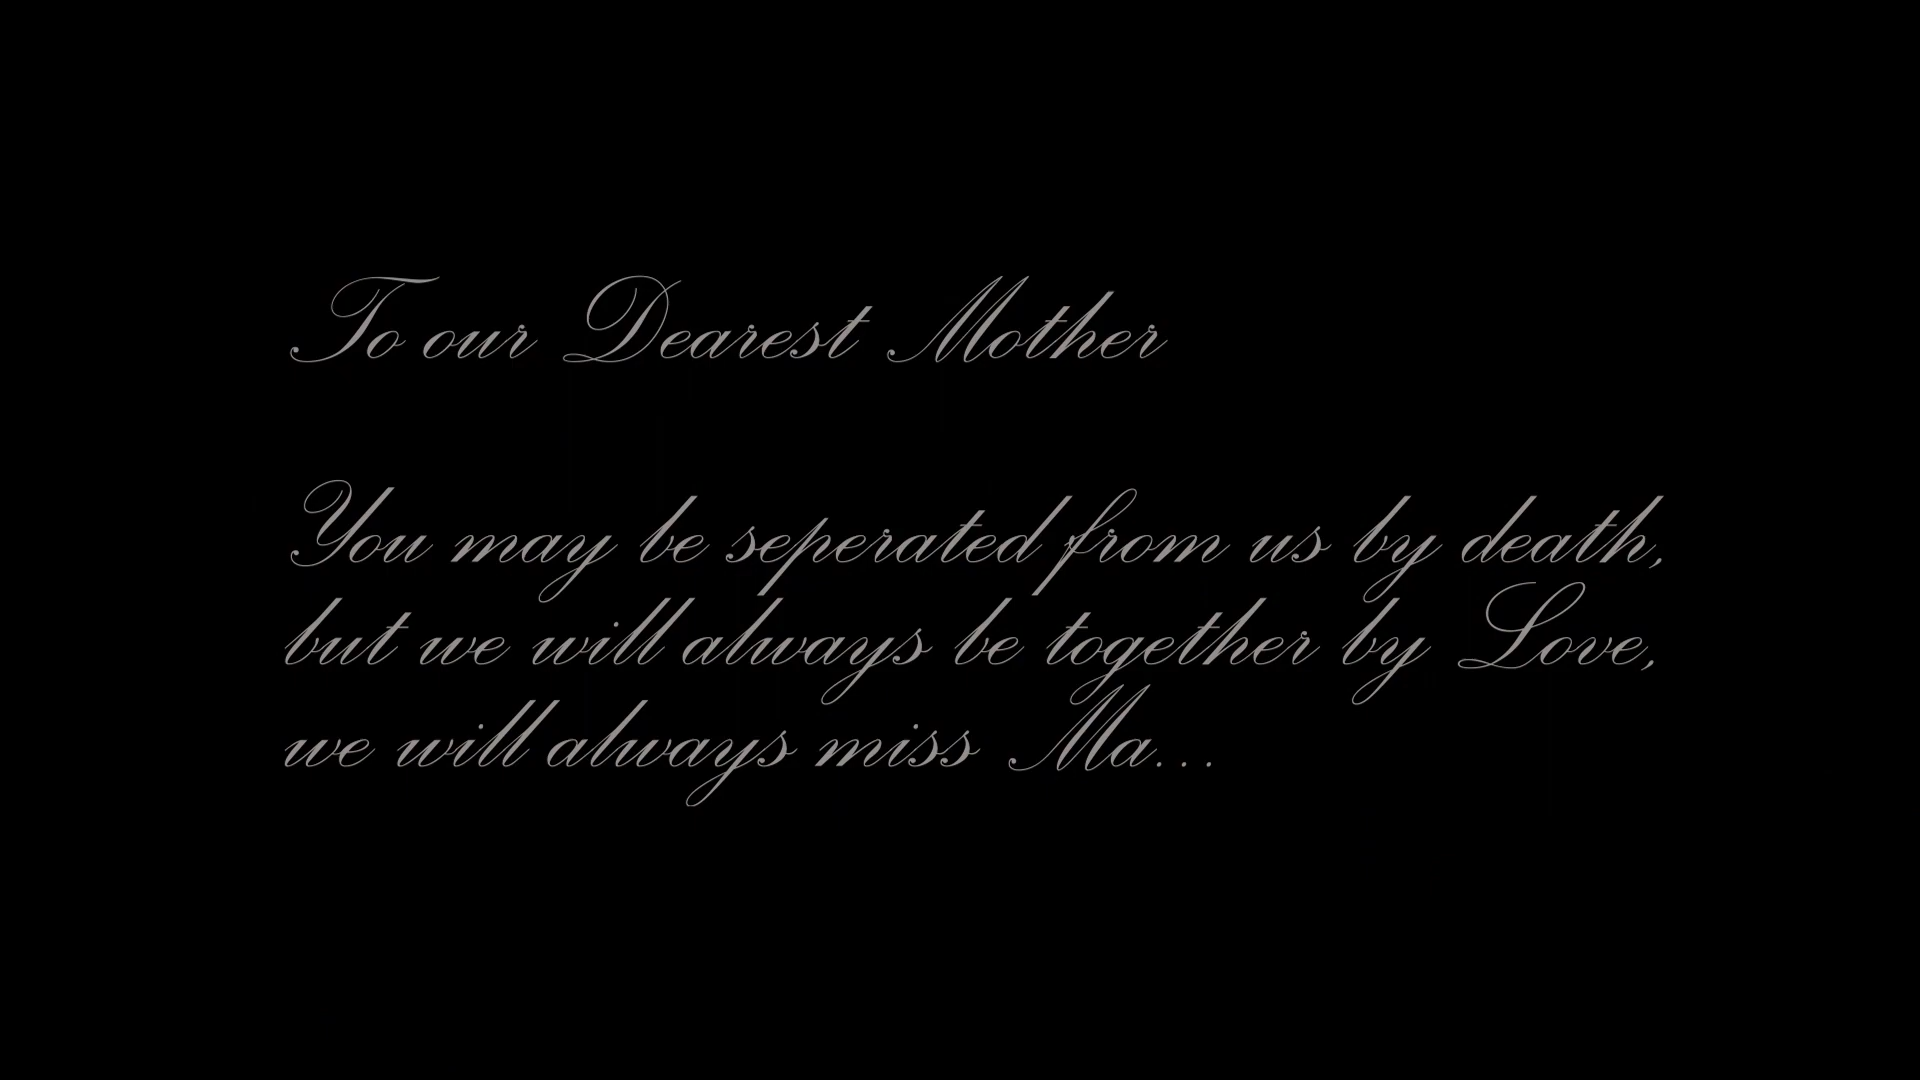 To our Dearest Mother
You may be seperated from us by death,
but we will always be together by Love,
we will always miss Ma...